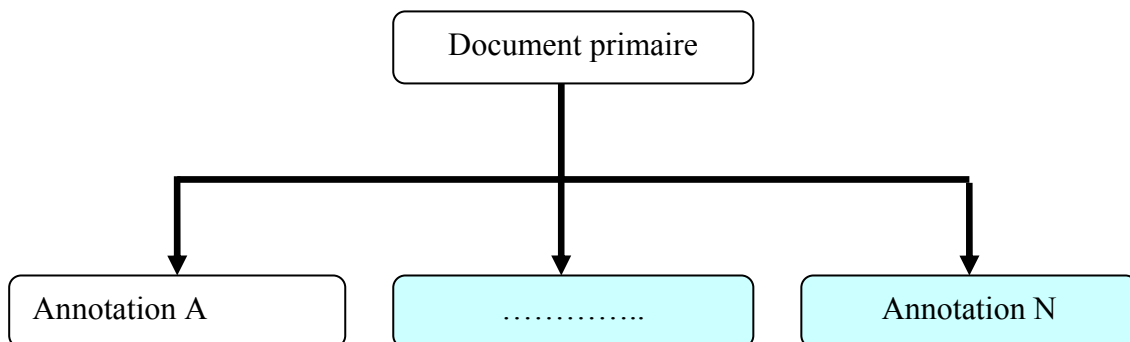 Document primaire
Annotation A
…………..
Annotation N